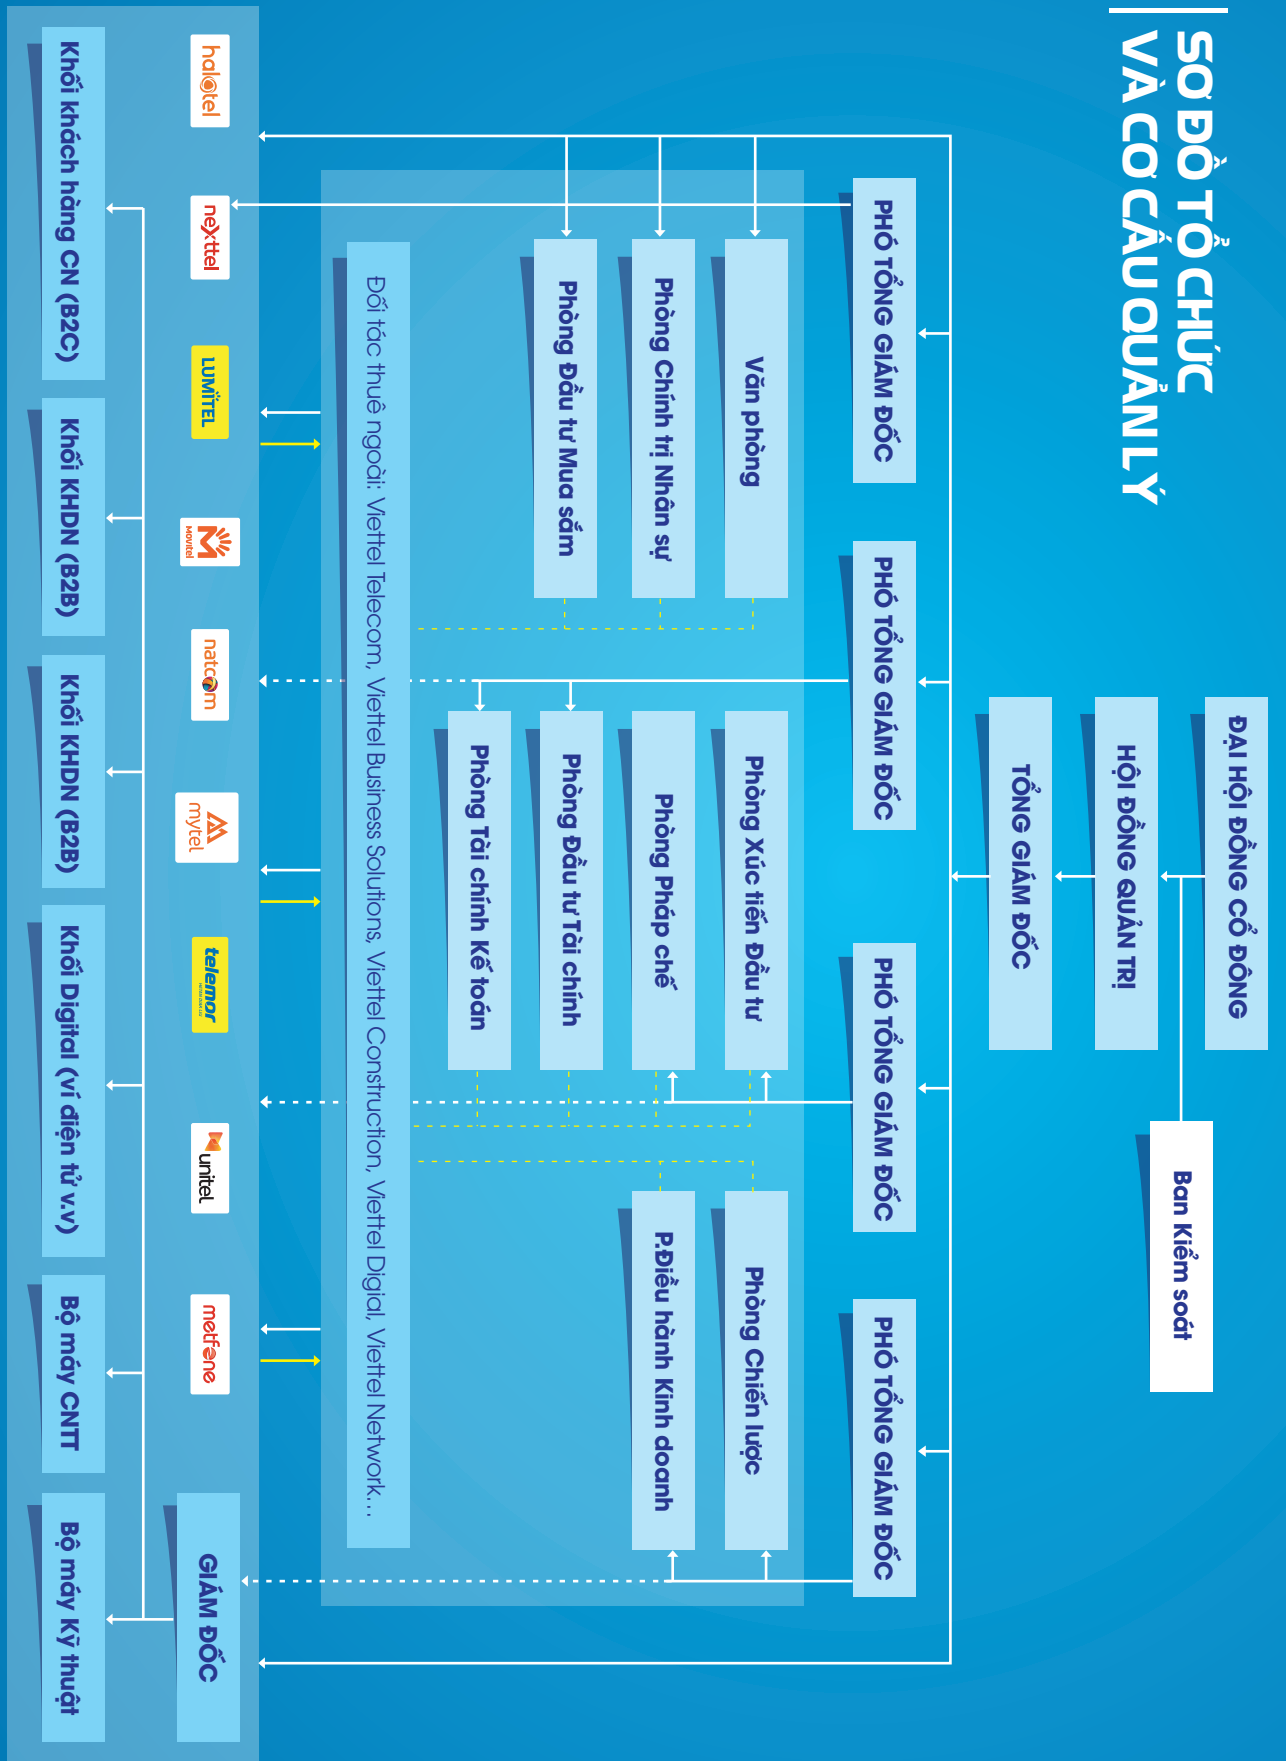 SƠ ĐỒ TỔ CHỨC
VÀ CƠ CẤU QUẢN LÝ
ĐẠI HỘI ĐỒNG CỔ ĐÔNG
Ban Kiểm soát
HỘI ĐỒNG QUẢN TRỊ
TỔNG GIÁM ĐỐC
PHÓ TỔNG GIÁM ĐỐC
PHÓ TỔNG GIÁM ĐỐC
PHÓ TỔNG GIÁM ĐỐC
PHÓ TỔNG GIÁM ĐỐC
Văn phòng
Phòng Xúc tiến Đầu tư
Phòng Chiến lược
Phòng Chính trị Nhân sự
Phòng Pháp chế
P.Điều hành Kinh doanh
Phòng Đầu tư Mua sắm
Phòng Đầu tư Tài chính
Phòng Tài chính Kế toán
Đối tác thuê ngoài: Viettel Telecom, Viettel Business Solutions, Viettel Construction, Viettel Digial, Viettel Network...
halotel
nexttel
LUMITEL
Movitel
natcom
mytel
telemor
unitel
metfone
GIÁM ĐỐC
Khối khách hàng CN (B2C)
Khối KHDN (B2B)
Khối KHDN (B2B)
Khối Digital (ví điện tử v.v)
Bộ máy CNTT
Bộ máy Kỹ thuật